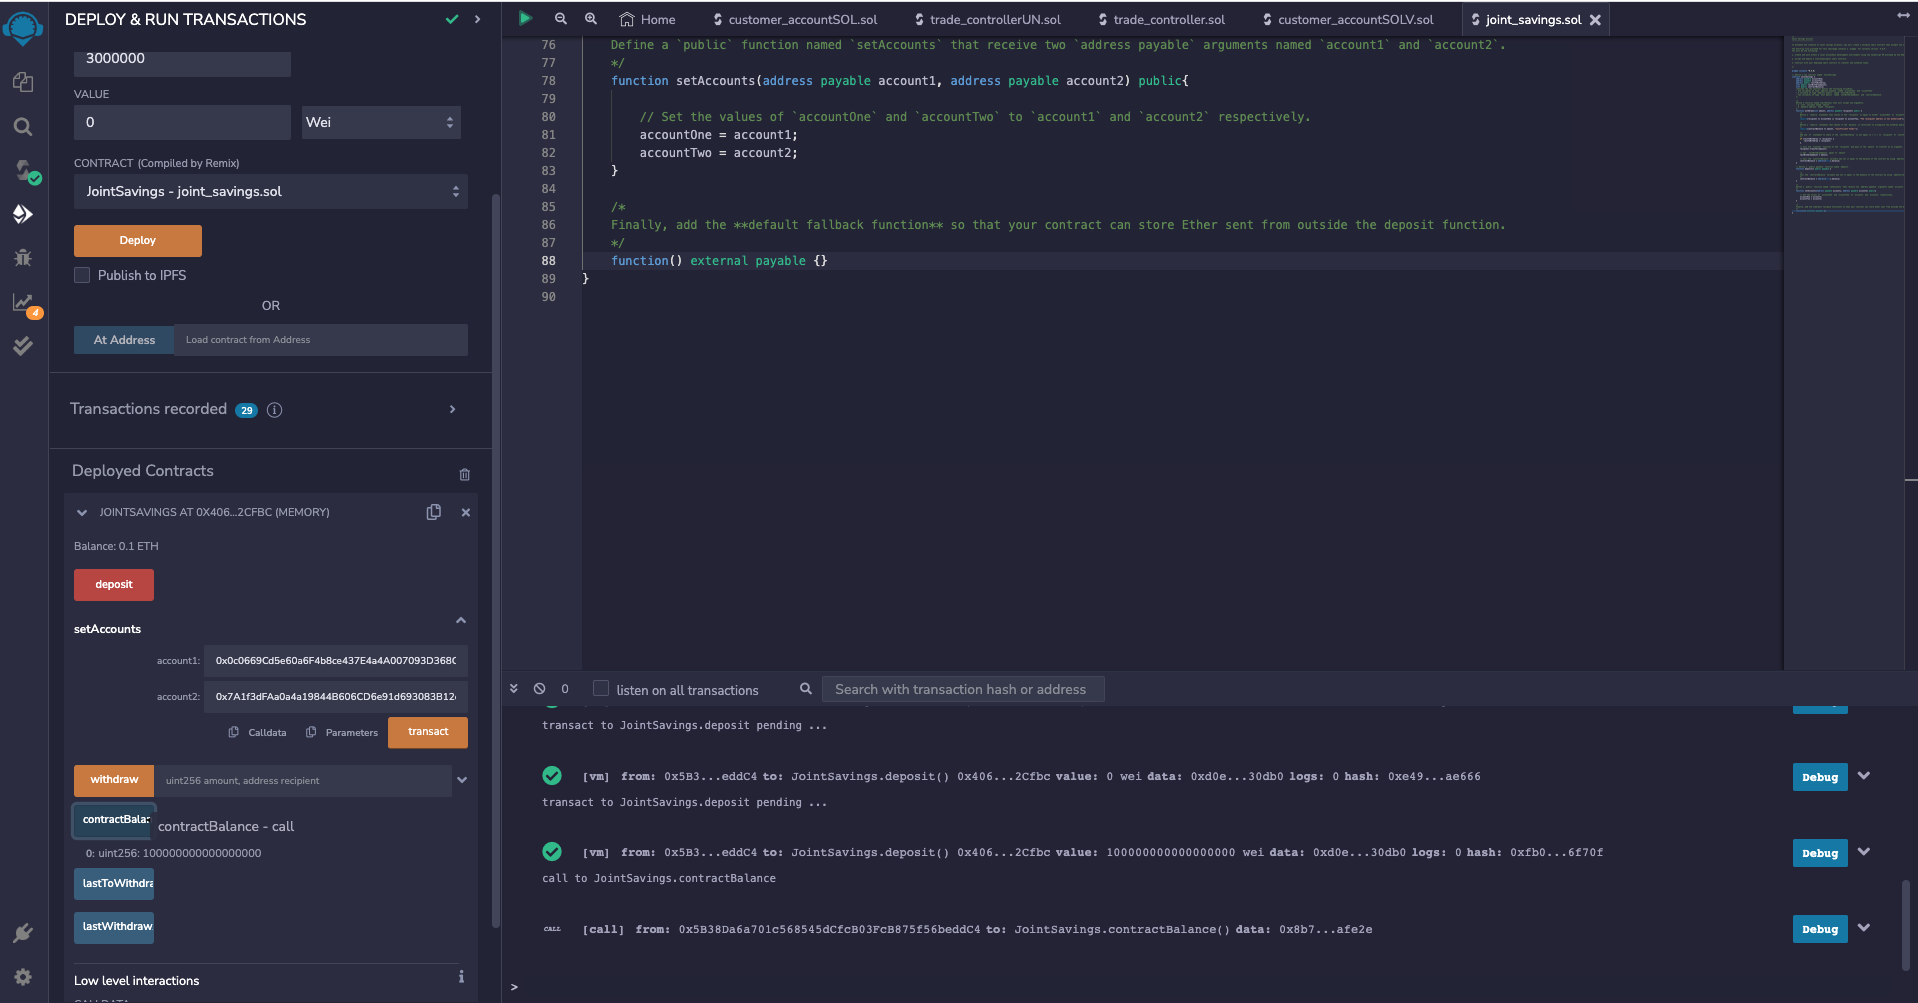 DEPLOY & RUN TRANSACTIONS
3000000
VALUE
0
Wei
CONTRACT (Compiled by Remix)
JointSavings - joint_savings.sol
Deploy
Publish to IPFS
OR
At Address
Load contract from Address
Transactions recorded 29 i
Deployed Contracts
JOINTSAVINGS AT 0X406...2CFBC (MEMORY)
Balance: 0.1 ETH
deposit
setAccounts
account1: 0x0c0669Cd5e60a6F4b8ce437E4a4A007093D368C
account2: 0x7A1f3dFAa0a4a19844B606CD6e91d693083B12
Calldata
Parameters
transact
withdraw
uint256 amount, address recipient
contractBala
contractBalance - call
0: uint256: 100000000000000000
lastToWithdra
lastWithdraw
Low level interactions
i
4
Home
customer_accountSOL.sol
trade_controllerUN.sol
trade_controller.sol
customer_accountSOLV.sol
joint_savings.sol
76 Define a `public` function named `setAccounts` that receive two `address payable` arguments named `account1` and `account2`.
77 */
78 function setAccounts(address payable account1, address payable account2) public{
79
80 // Set the values of `accountOne` and `accountTwo` to `account1` and `account2` respectively.
81 accountOne = account1;
82 accountTwo = account2;
83 }
84
85 /*
86 Finally, add the **default fallback function** so that your contract can store Ether sent from outside the deposit function.
87 */
88 function() external payable {}
89 }
90
0
listen on all transactions
Search with transaction hash or address
transact to JointSavings.deposit pending ...
[vm] from: 0x5B3...eddC4 to: JointSavings.deposit() 0x406...2Cfbc value: 0 wei data: 0xd0e...30db0 logs: 0 hash: 0xe49...ae666
Debug
transact to JointSavings.deposit pending ...
[vm] from: 0x5B3...eddC4 to: JointSavings.deposit() 0x406...2Cfbc value: 100000000000000000 wei data: 0xd0e...30db0 logs: 0 hash: 0xfb0...6f70f
Debug
call to JointSavings.contractBalance
CALL [call] from: 0x5B38Da6a701c568545dCfcB03FcB875f56beddC4 to: JointSavings.contractBalance() data: 0x8b7...afe2e
Debug
>